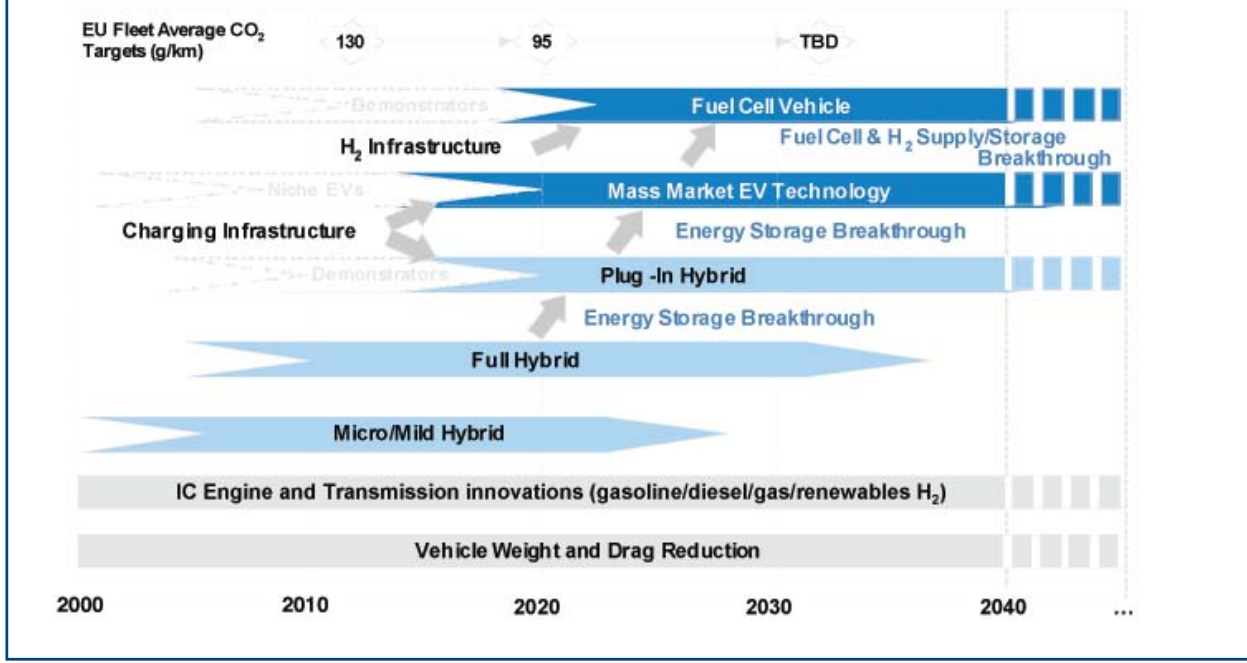 EU Fleet Average CO₂
Targets (g/km)
130
95
TBD
Demonstrators
Fuel Cell Vehicle
H₂ Infrastructure
Fuel Cell & H₂ Supply/Storage
Breakthrough
Niche EVs
Mass Market EV Technology
Charging Infrastructure
Energy Storage Breakthrough
Demonstrators
Plug -In Hybrid
Energy Storage Breakthrough
Full Hybrid
Micro/Mild Hybrid
IC Engine and Transmission innovations (gasoline/diesel/gas/renewables H₂)
Vehicle Weight and Drag Reduction
2000 2010 2020 2030 2040 ...